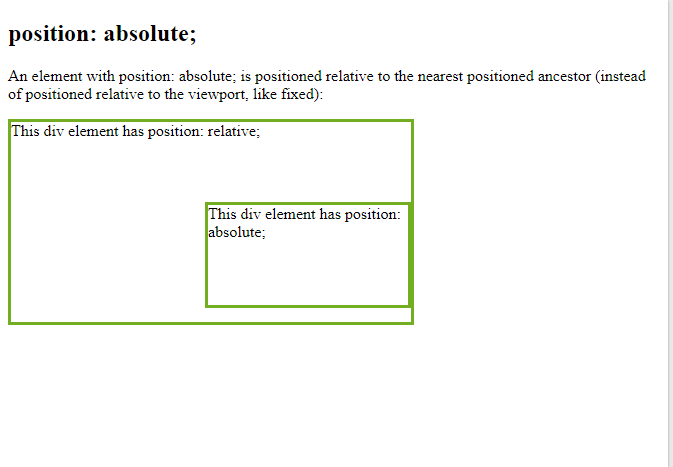 position: absolute;
An element with position: absolute; is positioned relative to the nearest positioned ancestor (instead
of positioned relative to the viewport, like fixed):
This div element has position: relative;
This div element has position:
absolute;